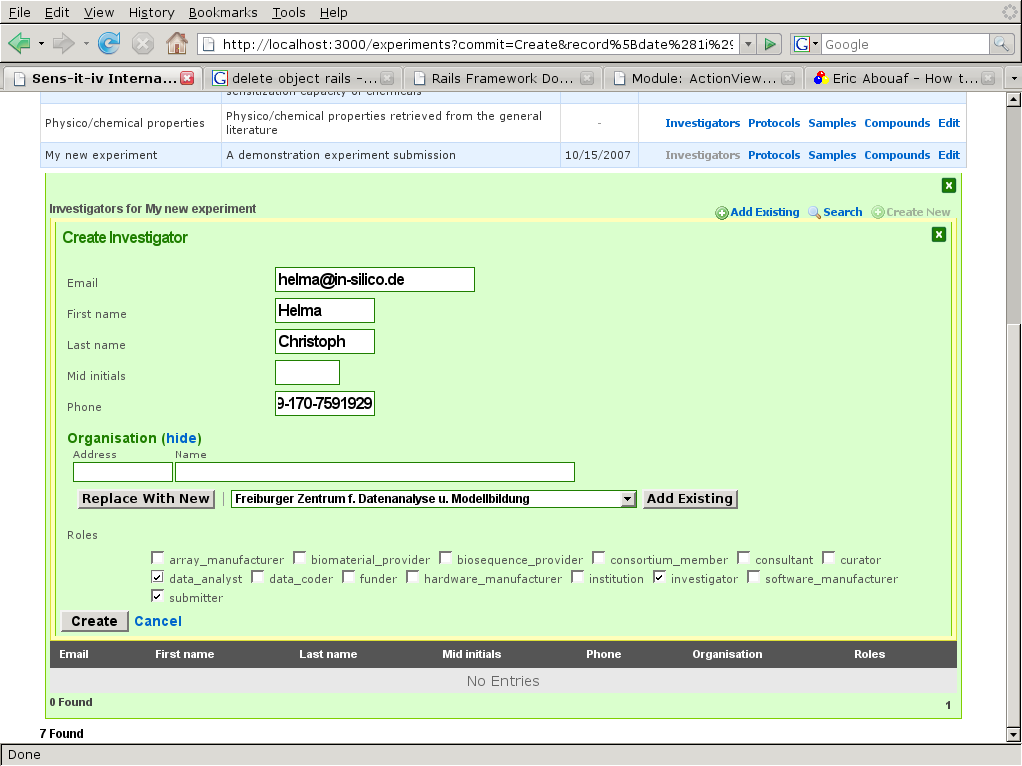 File Edit View History Bookmarks Tools Help
http://localhost:3000/experiments?commit=Create&record%5Bdate%281i%29 Google
Sens-it-iv Interna... delete object rails -... Rails Framework Do... Module: ActionView... Eric Abouaf - How t...
sensitization capacity of chemicals
Physico/chemical properties Physico/chemical properties retrieved from the general literature - Investigators Protocols Samples Compounds Edit
My new experiment A demonstration experiment submission 10/15/2007 Investigators Protocols Samples Compounds Edit
x
Investigators for My new experiment Add Existing Search Create New
Create Investigator x
Email helma@in-silico.de
First name Helma
Last name Christoph
Mid initials
Phone 9-170-7591929
Organisation (hide)
Address Name
Replace With New | Freiburger Zentrum f. Datenanalyse u. Modellbildung Add Existing
Roles
array_manufacturer biomaterial_provider biosequence_provider consortium_member consultant curator
data_analyst data_coder funder hardware_manufacturer institution investigator software_manufacturer
submitter
Create Cancel
Email First name Last name Mid initials Phone Organisation Roles
No Entries
0 Found 1
7 Found
Done